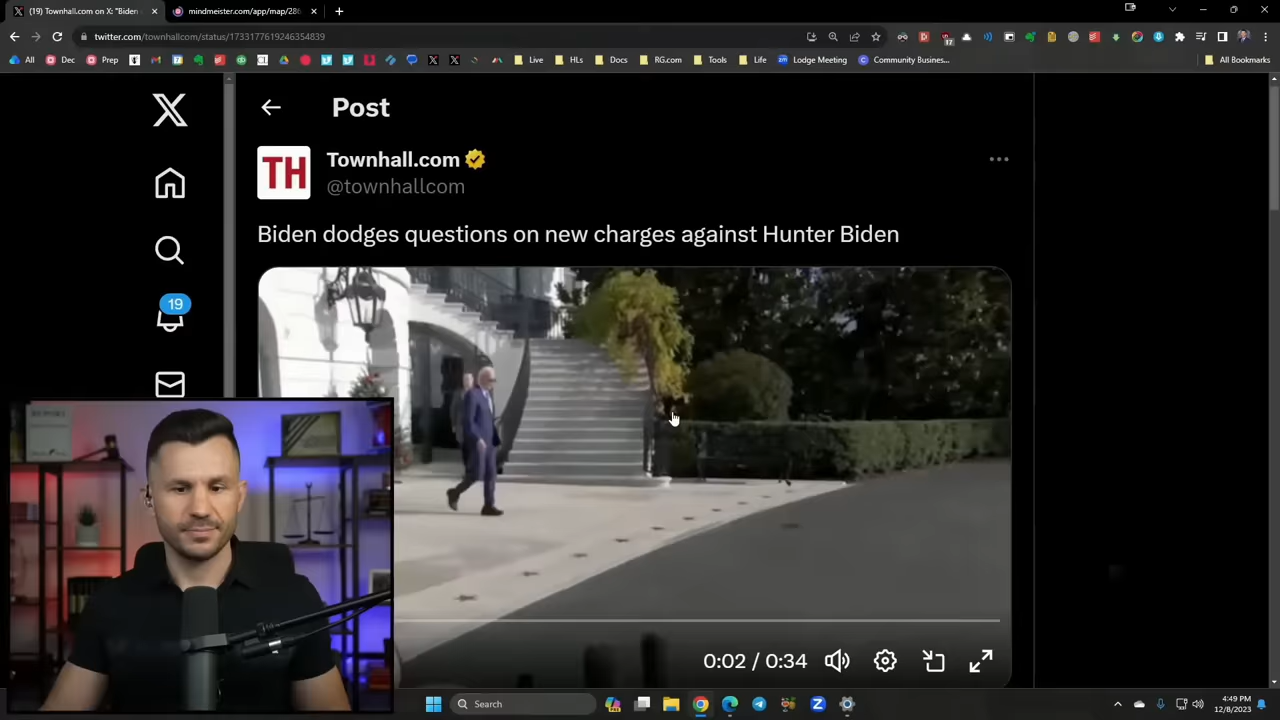 (19) Townhall.com on X: "Biden
mindmeister.com/app/map/28
twitter.com/townhallcom/status/1733177619246354839
All
Dec
Prep
Live
HLs
Docs
RG.com
Tools
Life
Lodge Meeting
Community Busines...
All Bookmarks
17
Post
TH
Townhall.com
@townhallcom
Biden dodges questions on new charges against Hunter Biden
19
0:02 / 0:34
Search
4:49 PM
12/8/2023